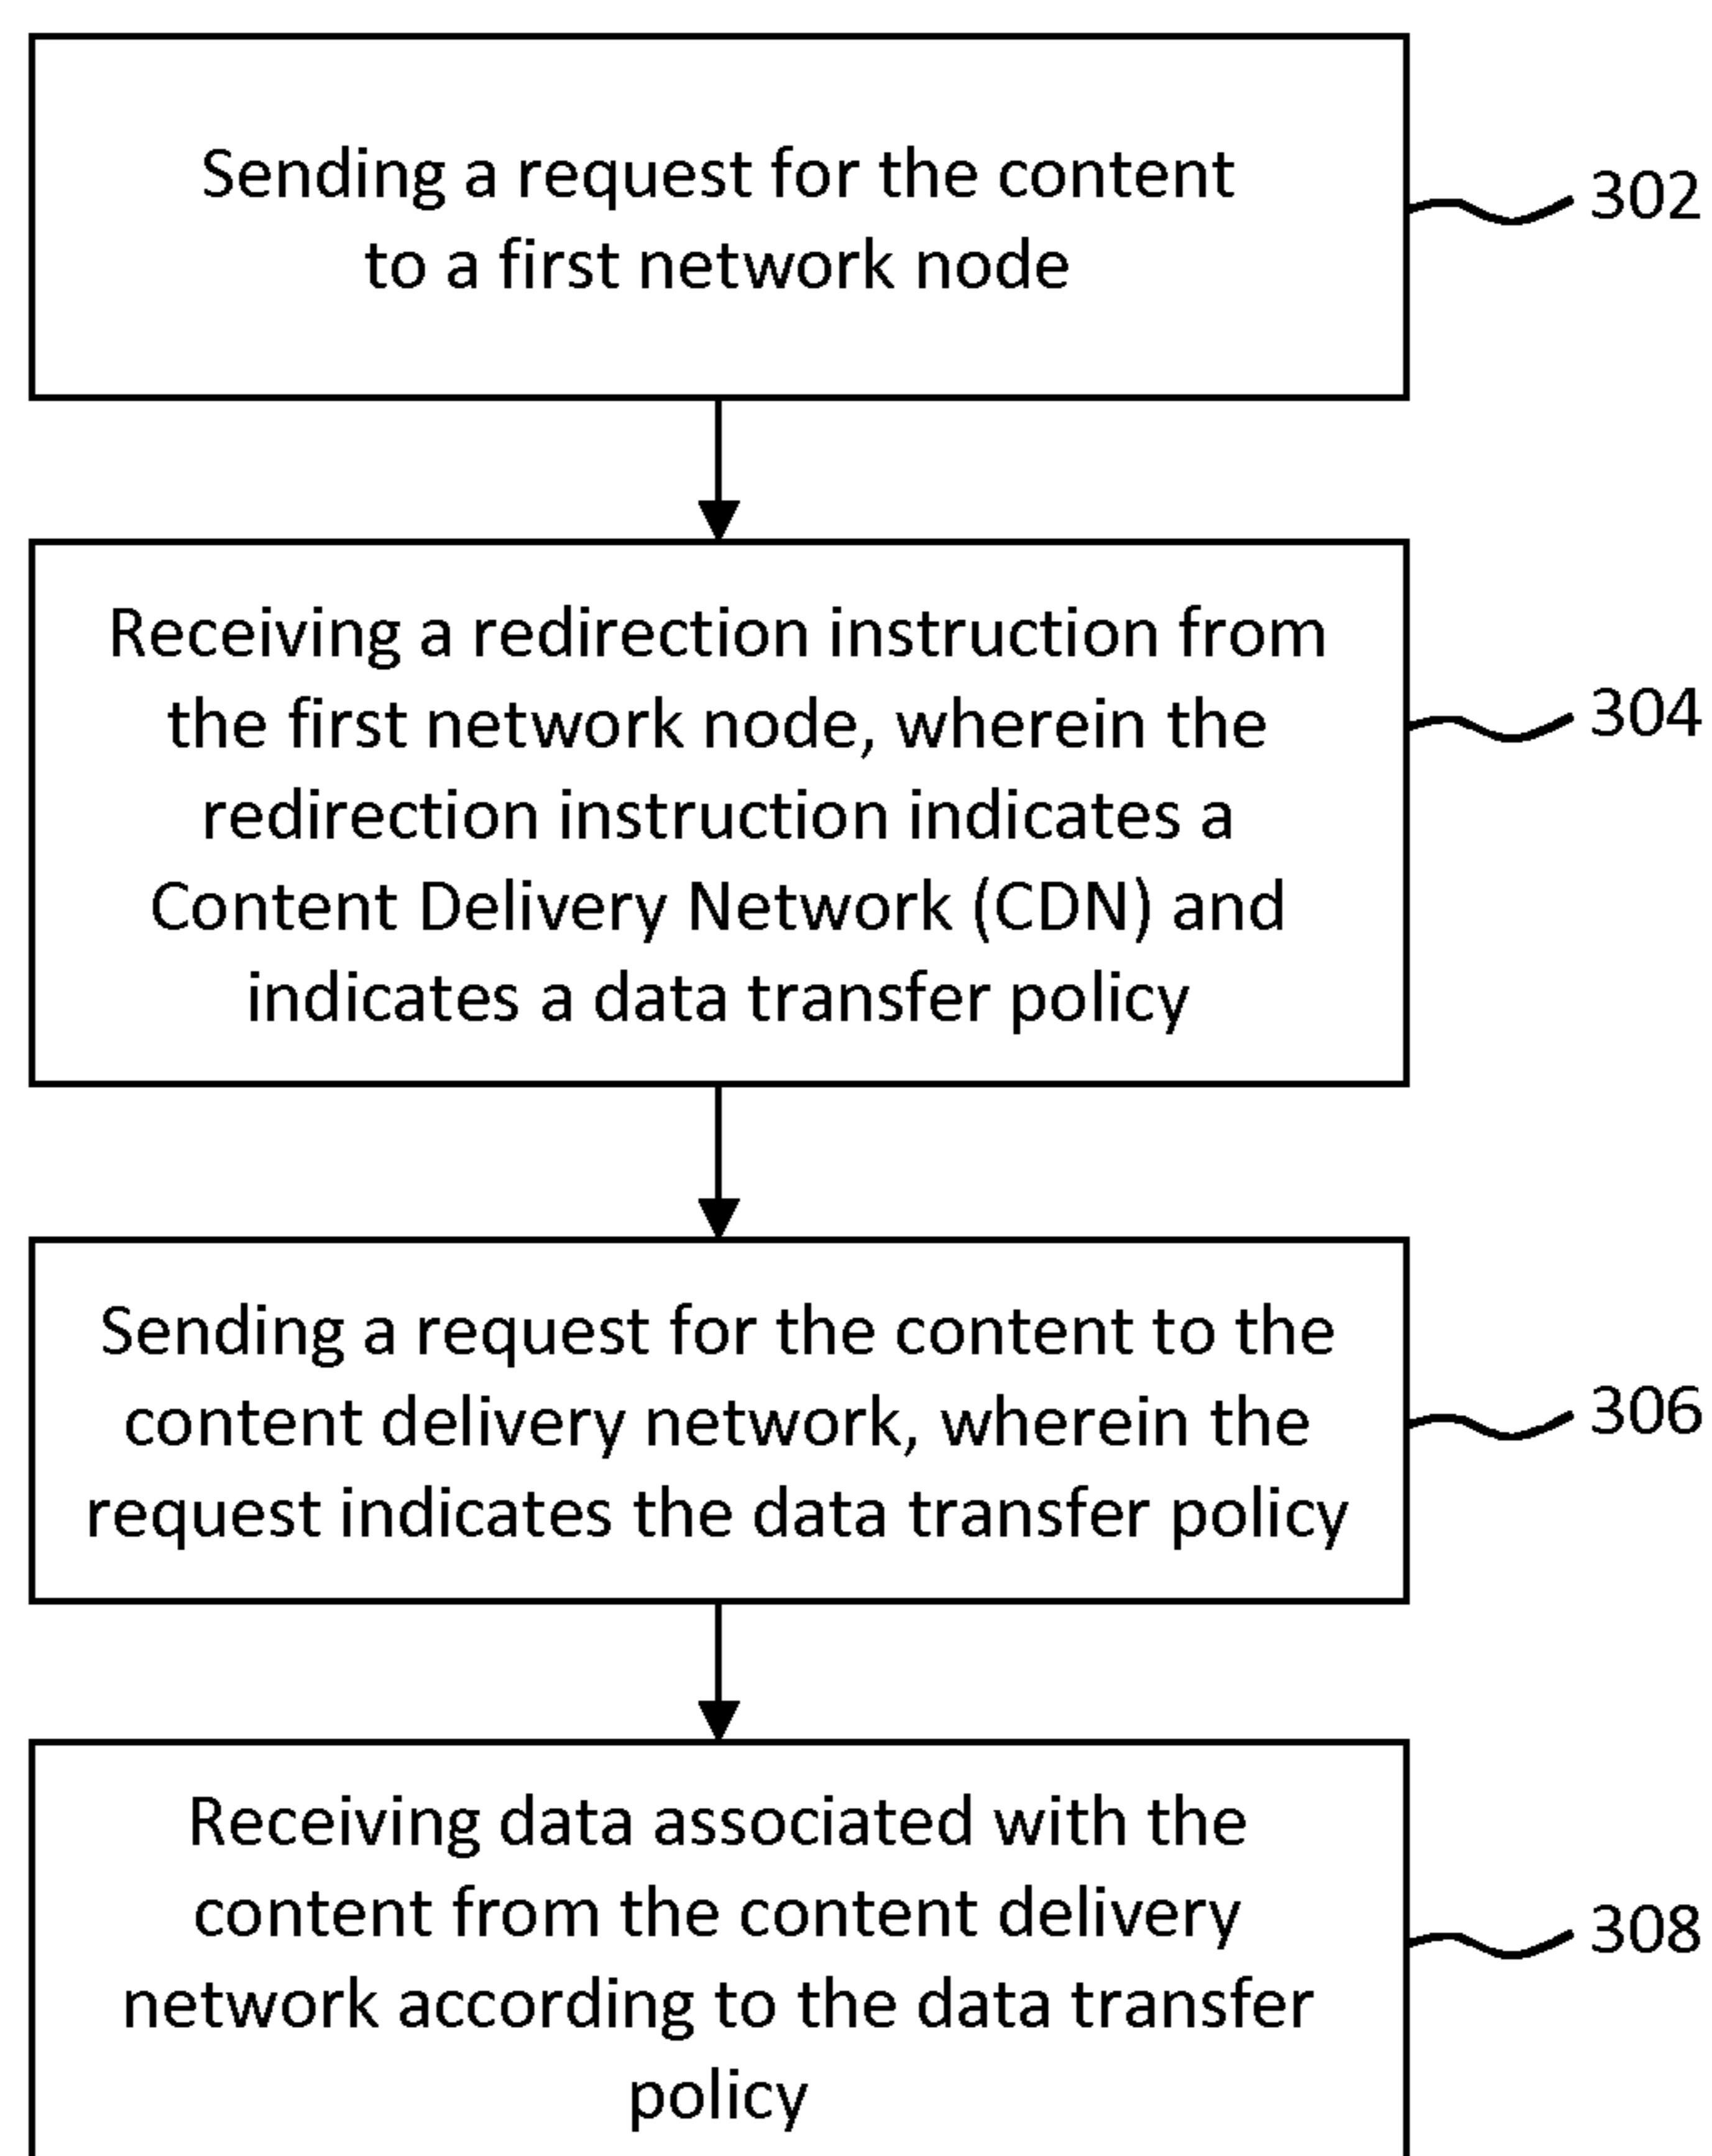 Sending a request for the content
to a first network node
302
Receiving a redirection instruction from
the first network node, wherein the
redirection instruction indicates a
Content Delivery Network (CDN) and
indicates a data transfer policy
304
Sending a request for the content to the
content delivery network, wherein the
request indicates the data transfer policy
306
Receiving data associated with the
content from the content delivery
network according to the data transfer
policy
308